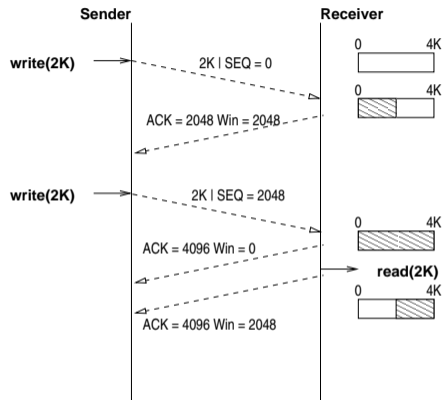 Sender Receiver
0 4K
write(2K) 2K | SEQ = 0
0 4K
ACK = 2048 Win = 2048
write(2K) 2K | SEQ = 2048
0 4K
ACK = 4096 Win = 0
read(2K)
0 4K
ACK = 4096 Win = 2048